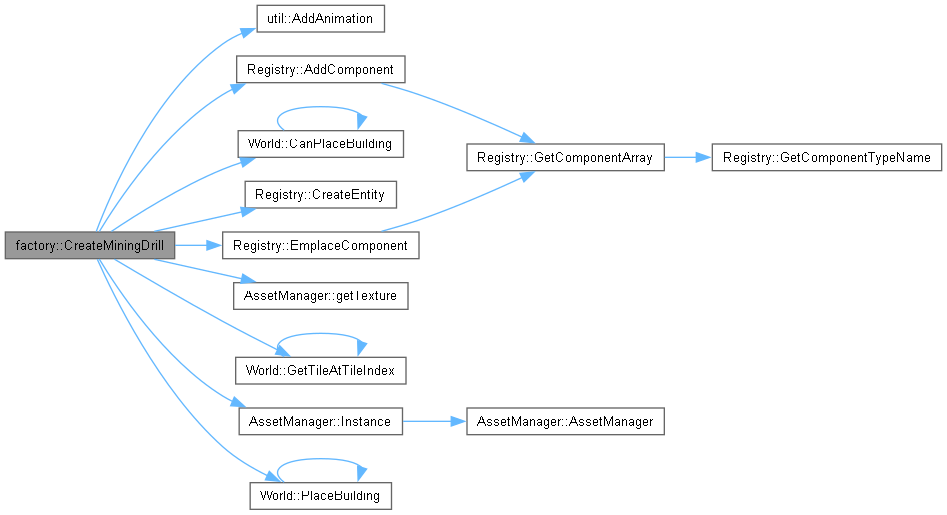 util::AddAnimation
Registry::AddComponent
World::CanPlaceBuilding
Registry::GetComponentArray
Registry::GetComponentTypeName
Registry::CreateEntity
factory::CreateMiningDrill
Registry::EmplaceComponent
AssetManager::getTexture
World::GetTileAtTileIndex
AssetManager::Instance
AssetManager::AssetManager
World::PlaceBuilding